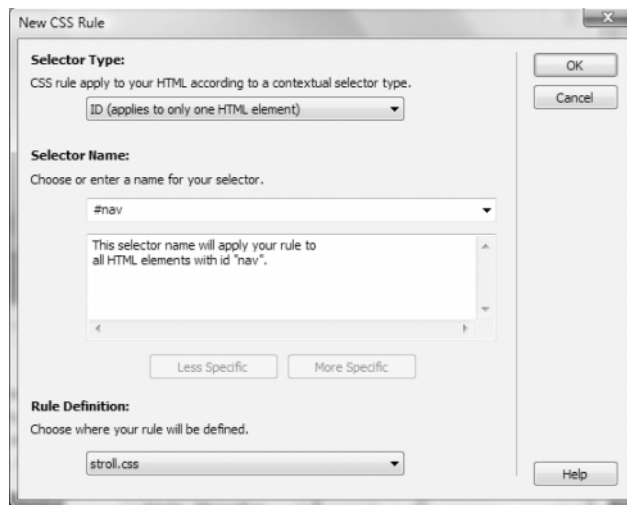 New CSS Rule
x
Selector Type:
OK
CSS rule apply to your HTML according to a contextual selector type.
Cancel
ID (applies to only one HTML element)
Selector Name:
Choose or enter a name for your selector.
#nav
This selector name will apply your rule to
all HTML elements with id "nav".
Less Specific
More Specific
Rule Definition:
Choose where your rule will be defined.
stroll.css
Help